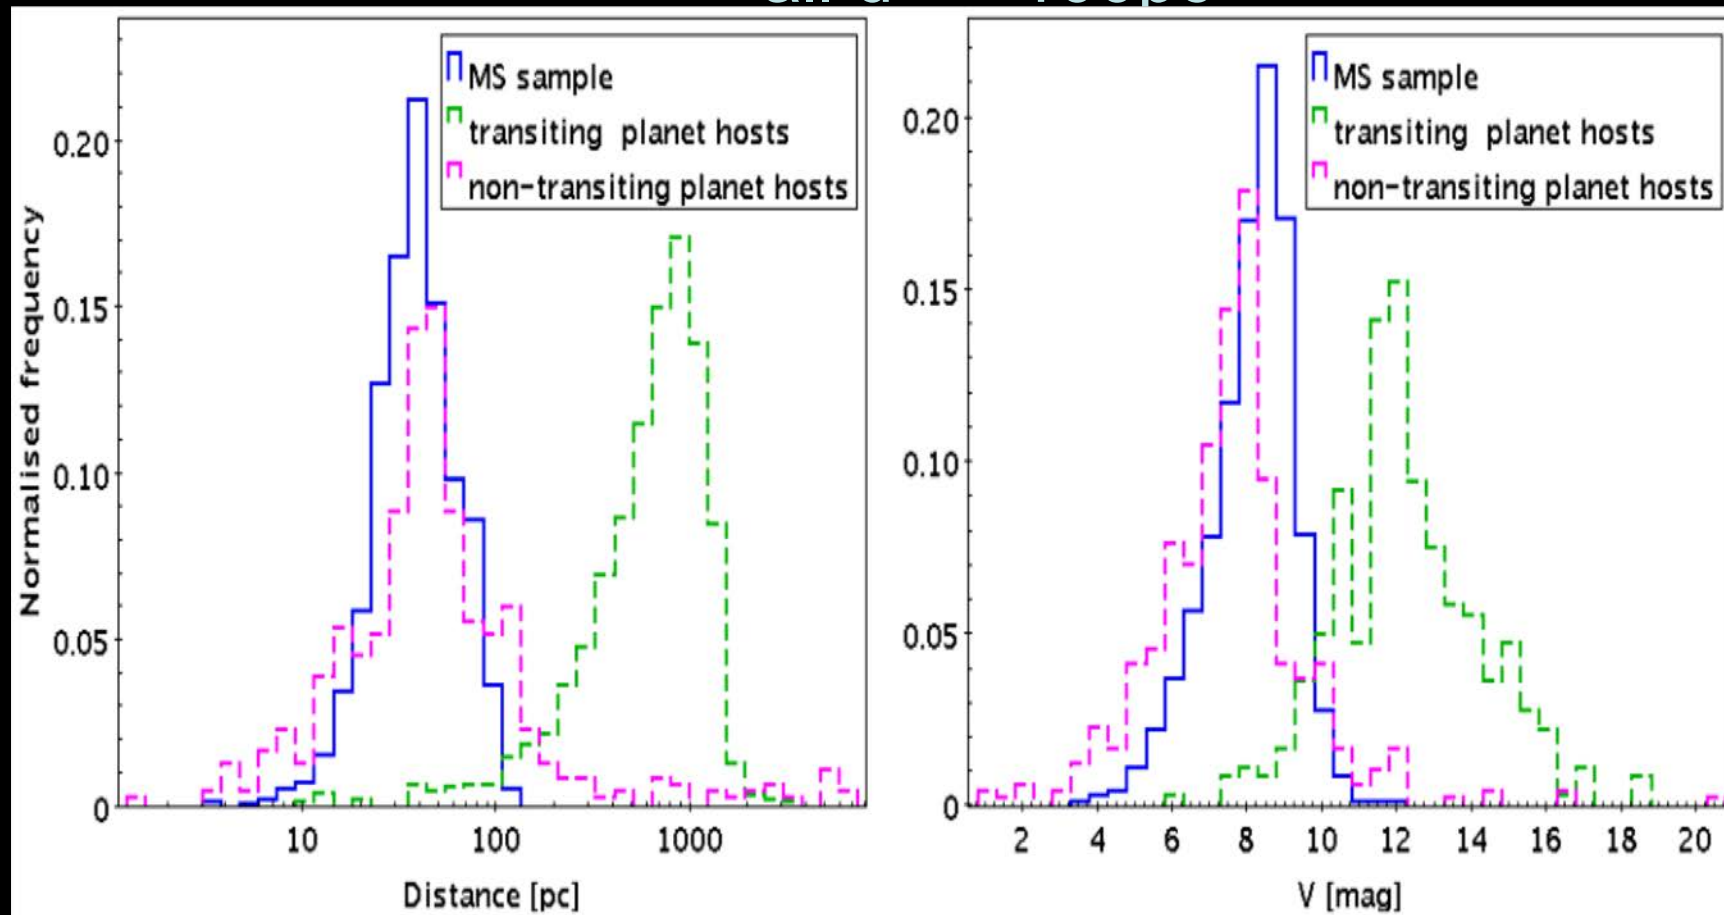 MS sample
transiting planet hosts
non-transiting planet hosts
0.20
0.15
0.10
0.05
0
Normalised frequency
10 100 1000
Distance [pc]
MS sample
transiting planet hosts
non-transiting planet hosts
0.20
0.15
0.10
0.05
0
2 4 6 8 10 12 14 16 18 20
V [mag]